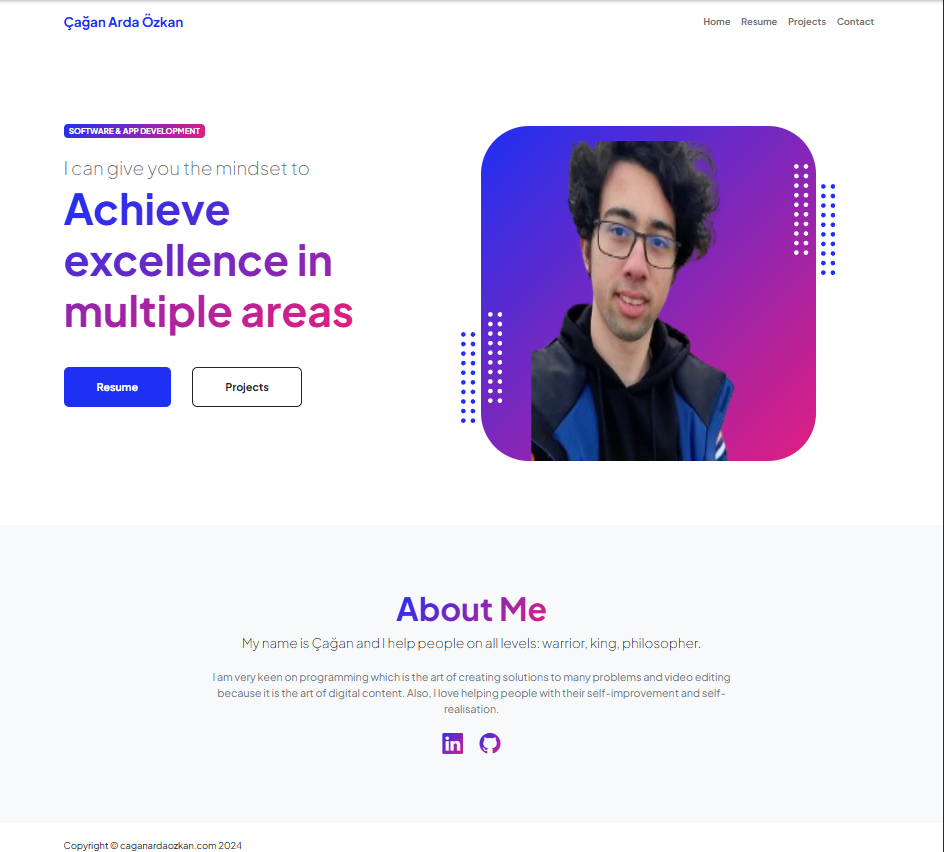 Çağan Arda Özkan
Home Resume Projects Contact
SOFTWARE & APP DEVELOPMENT
I can give you the mindset to
Achieve
excellence in
multiple areas
Resume Projects
About Me
My name is Çağan and I help people on all levels: warrior, king, philosopher.
I am very keen on programming which is the art of creating solutions to many problems and video editing
because it is the art of digital content. Also, I love helping people with their self-improvement and self-
realisation.
in
Copyright © caganardaozkan.com 2024